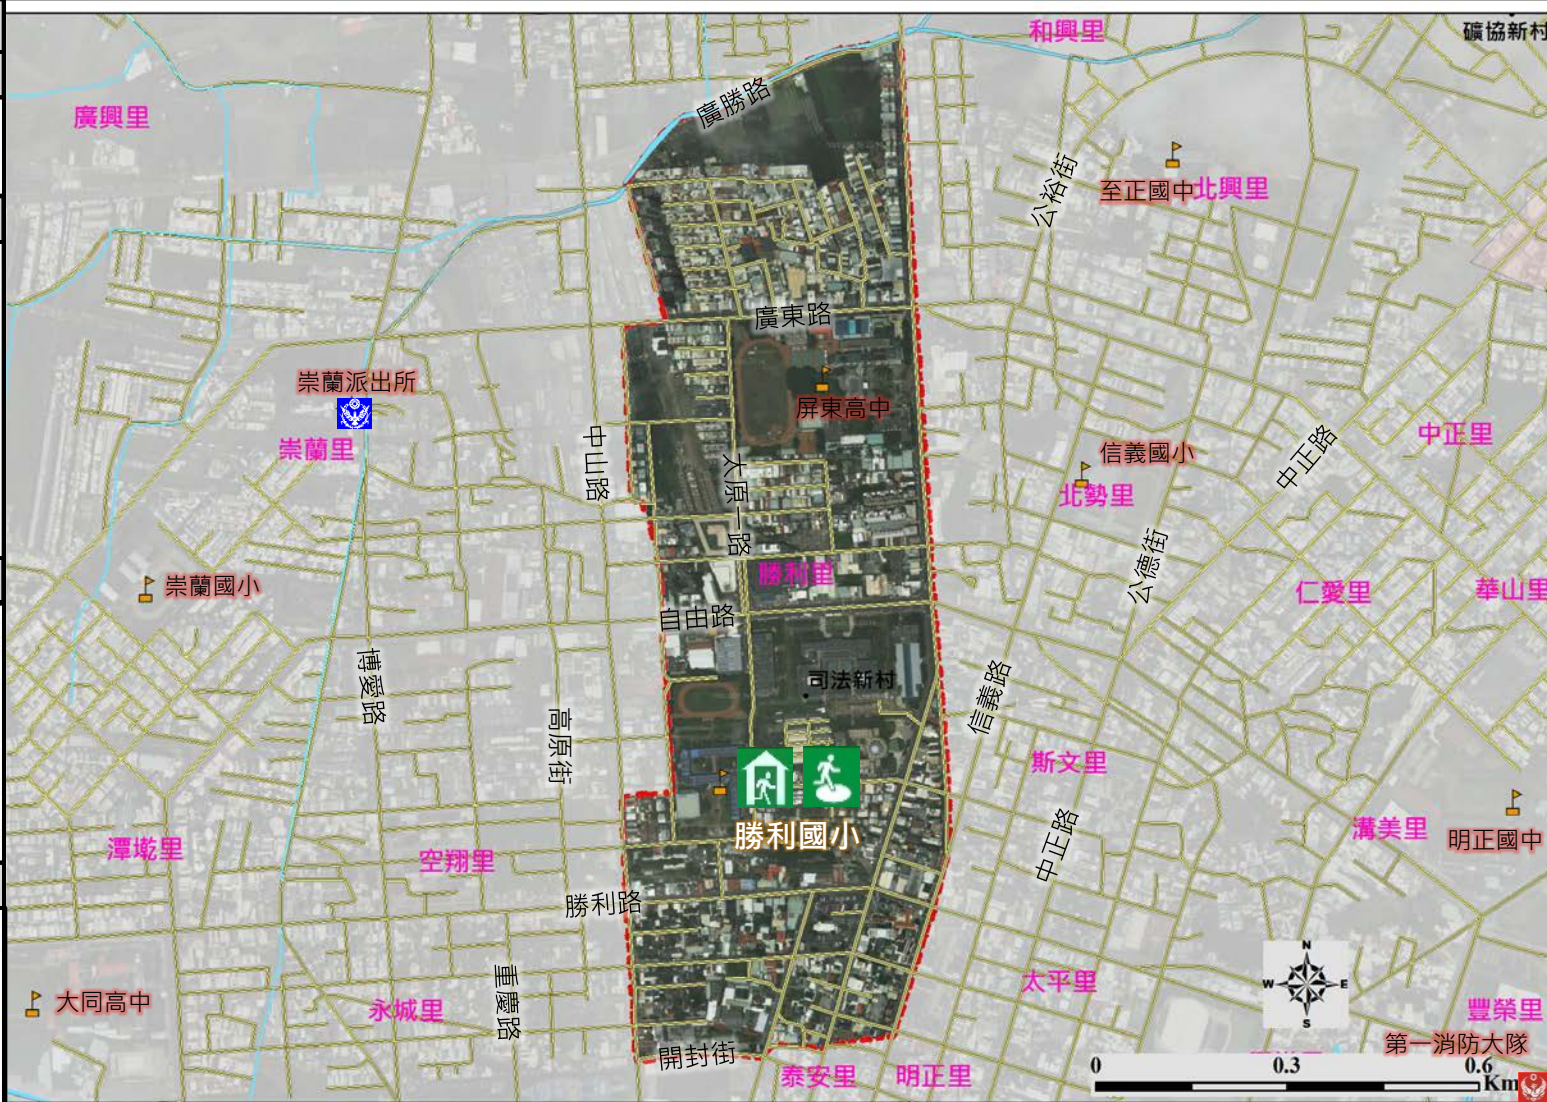 和興里
礦協新村
廣勝路
廣興里
公裕街
至正國中
北興里
廣東路
崇蘭派出所
屏東高中
崇蘭里
中山路
太原一路
信義國小
中正路
中正里
北勢里
勝利里
公德街
崇蘭國小
仁愛里
華山里
自由路
博愛路
司法新村
信義路
高原街
斯文里
勝利國小
中正路
溝美里
明正國中
潭墘里
空翔里
勝利路
重慶路
太平里
N
W
E
S
大同高中
永城里
豐榮里
第一消防大隊
開封街
泰安里
明正里
0
0.3
0.6
Km